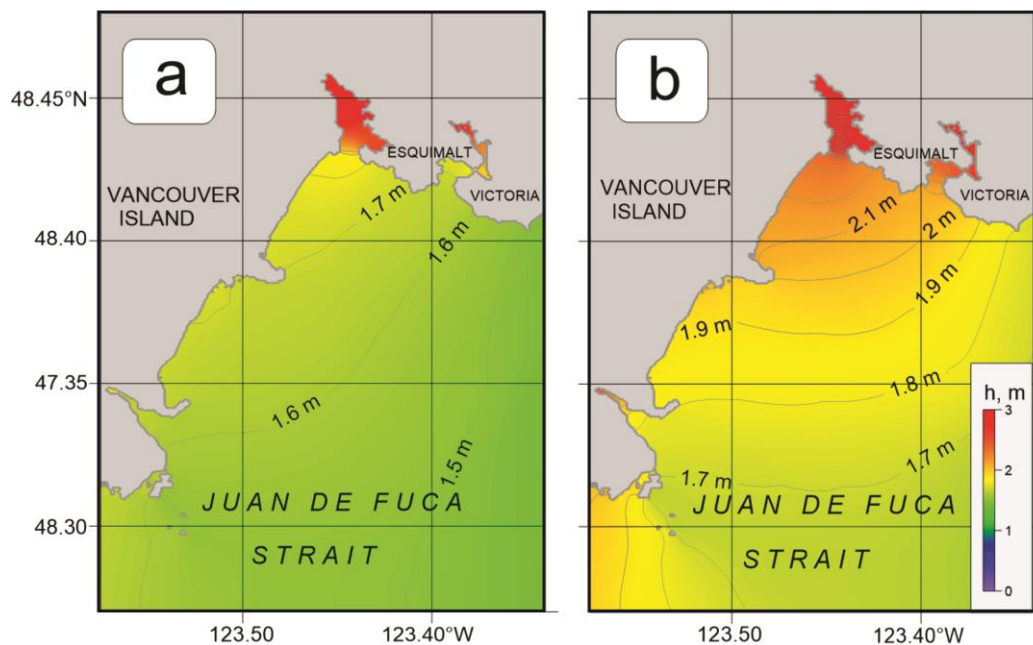 a
48.45°N
ESQUIMALT
VANCOUVER
ISLAND
VICTORIA
1.7 m
48.40
1.6 m
47.35
1.6 m
1.5 m
JUAN DE FUCA
48.30
STRAIT
123.50
123.40°W
b
ESQUIMALT
VANCOUVER
ISLAND
VICTORIA
2.1 m
2 m
1.9 m
1.9 m
1.8 m
h, m
3
2
1
0
1.7 m
1.7 m
JUAN DE FUCA
STRAIT
123.50
123.40°W